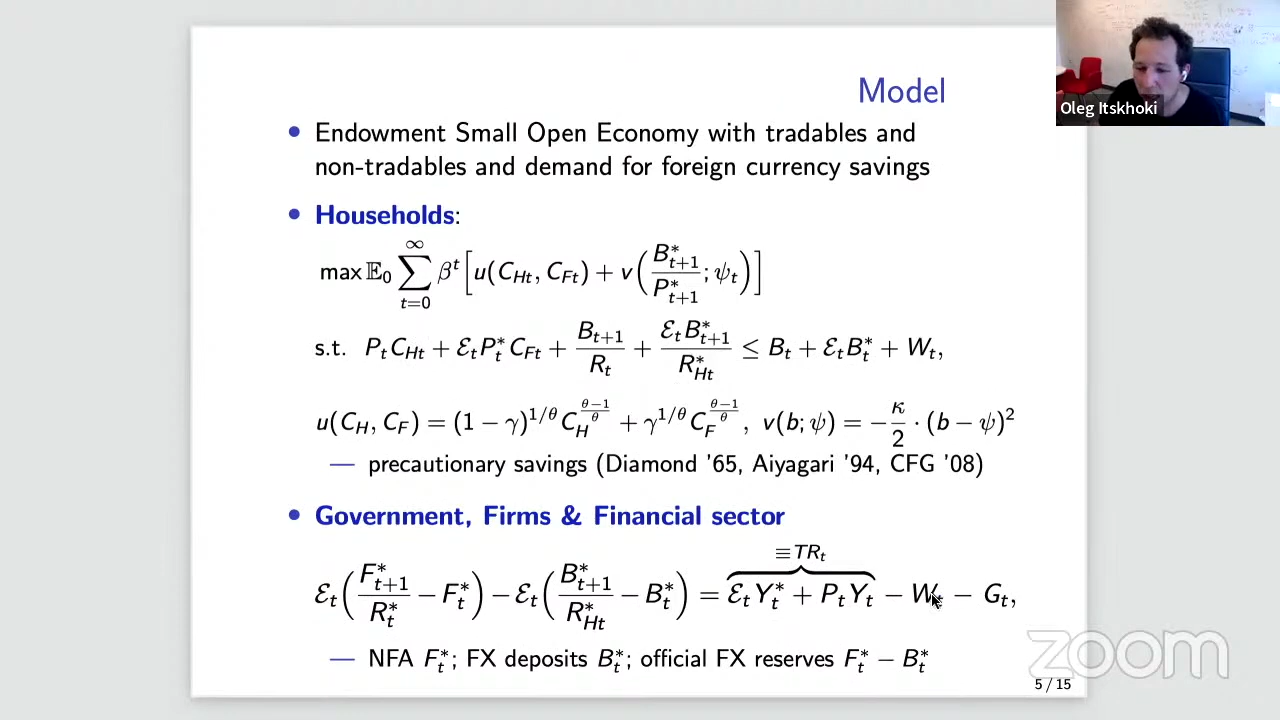 Model
• Endowment Small Open Economy with tradables and
non-tradables and demand for foreign currency savings
• Households:
max 𝔼₀ ∑_{t=0}^{∞} β^t [ u(C_{Ht}, C_{Ft}) + v( B*_{t+1} / P*_{t+1} ; ψ_t ) ]
s.t. P_t C_{Ht} + ℰ_t P*_t C_{Ft} + B_{t+1} / R_t + ℰ_t B*_{t+1} / R*_{Ht} ≤ B_t + ℰ_t B*_t + W_t,
u(C_H, C_F) = (1 − γ)^{1/θ} C_H^{(θ−1)/θ} + γ^{1/θ} C_F^{(θ−1)/θ}, v(b; ψ) = −κ/2 · (b − ψ)²
— precautionary savings (Diamond '65, Aiyagari '94, CFG '08)
• Government, Firms & Financial sector
≡TR_t
ℰ_t ( F*_{t+1} / R*_t − F*_t ) − ℰ_t ( B*_{t+1} / R*_{Ht} − B*_t ) = ℰ_t Y*_t + P_t Y_t − W_t − G_t,
— NFA F*_t; FX deposits B*_t; official FX reserves F*_t − B*_t
5 / 15
Oleg Itskhoki
zoom